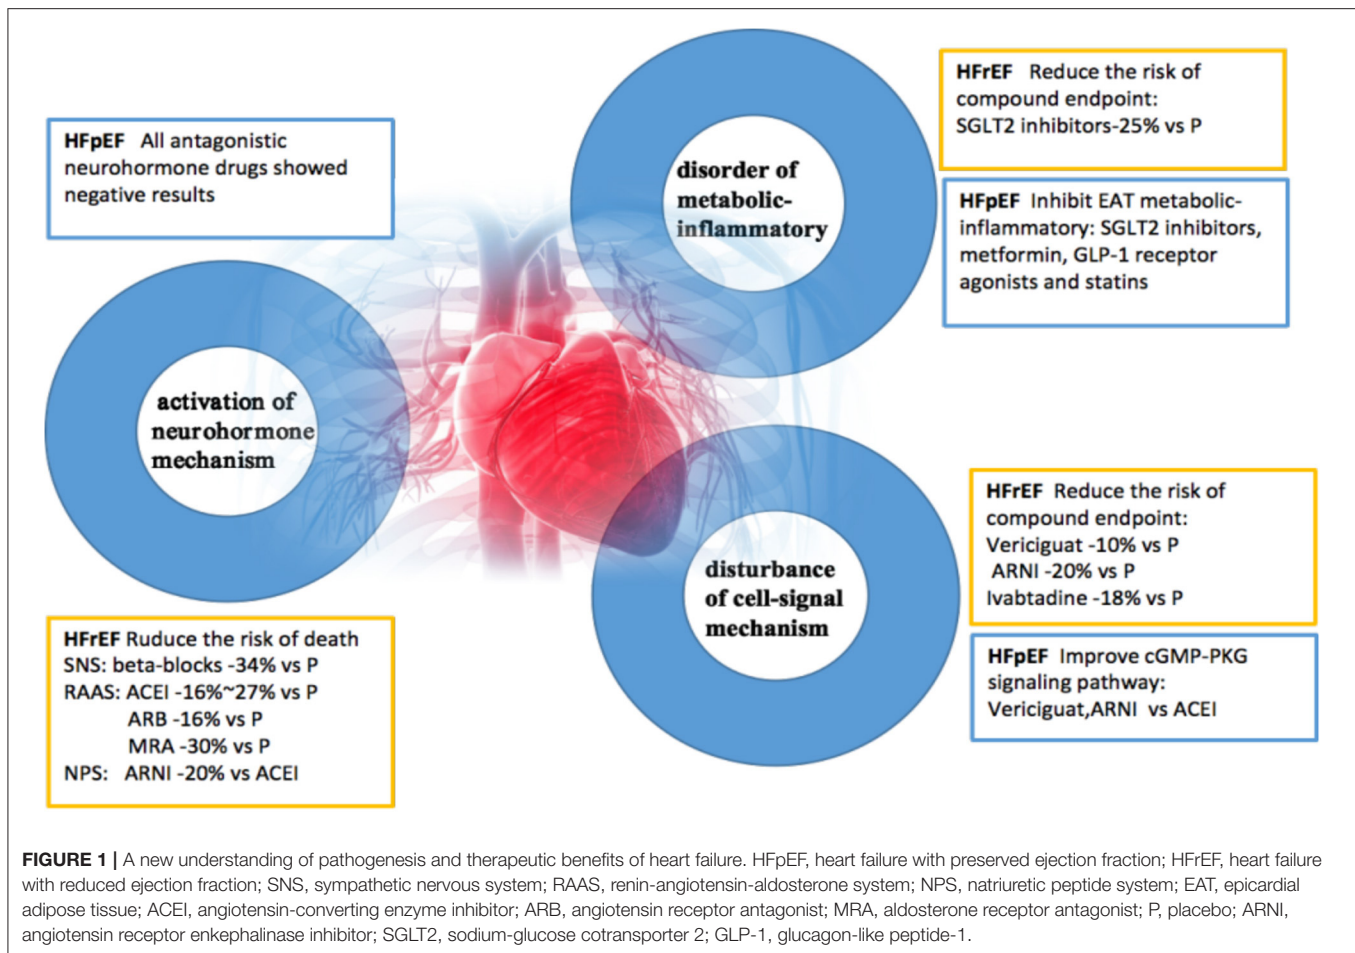 HFpEF All antagonistic
neurohormone drugs showed
negative results
activation of
neurohormone
mechanism
HFrEF Ruduce the risk of death
SNS: beta-blocks -34% vs P
RAAS: ACEI -16%~27% vs P
ARB -16% vs P
MRA -30% vs P
NPS: ARNI -20% vs ACEI
disorder of
metabolic-
inflammatory
HFrEF Reduce the risk of
compound endpoint:
SGLT2 inhibitors-25% vs P
HFpEF Inhibit EAT metabolic-
inflammatory: SGLT2 inhibitors,
metformin, GLP-1 receptor
agonists and statins
disturbance
of cell-signal
mechanism
HFrEF Reduce the risk of
compound endpoint:
Vericiguat -10% vs P
ARNI -20% vs P
Ivabtadine -18% vs P
HFpEF Improve cGMP-PKG
signaling pathway:
Vericiguat,ARNI vs ACEI
FIGURE 1 | A new understanding of pathogenesis and therapeutic benefits of heart failure. HFpEF, heart failure with preserved ejection fraction; HFrEF, heart failure
with reduced ejection fraction; SNS, sympathetic nervous system; RAAS, renin-angiotensin-aldosterone system; NPS, natriuretic peptide system; EAT, epicardial
adipose tissue; ACEI, angiotensin-converting enzyme inhibitor; ARB, angiotensin receptor antagonist; MRA, aldosterone receptor antagonist; P, placebo; ARNI,
angiotensin receptor enkephalinase inhibitor; SGLT2, sodium-glucose cotransporter 2; GLP-1, glucagon-like peptide-1.